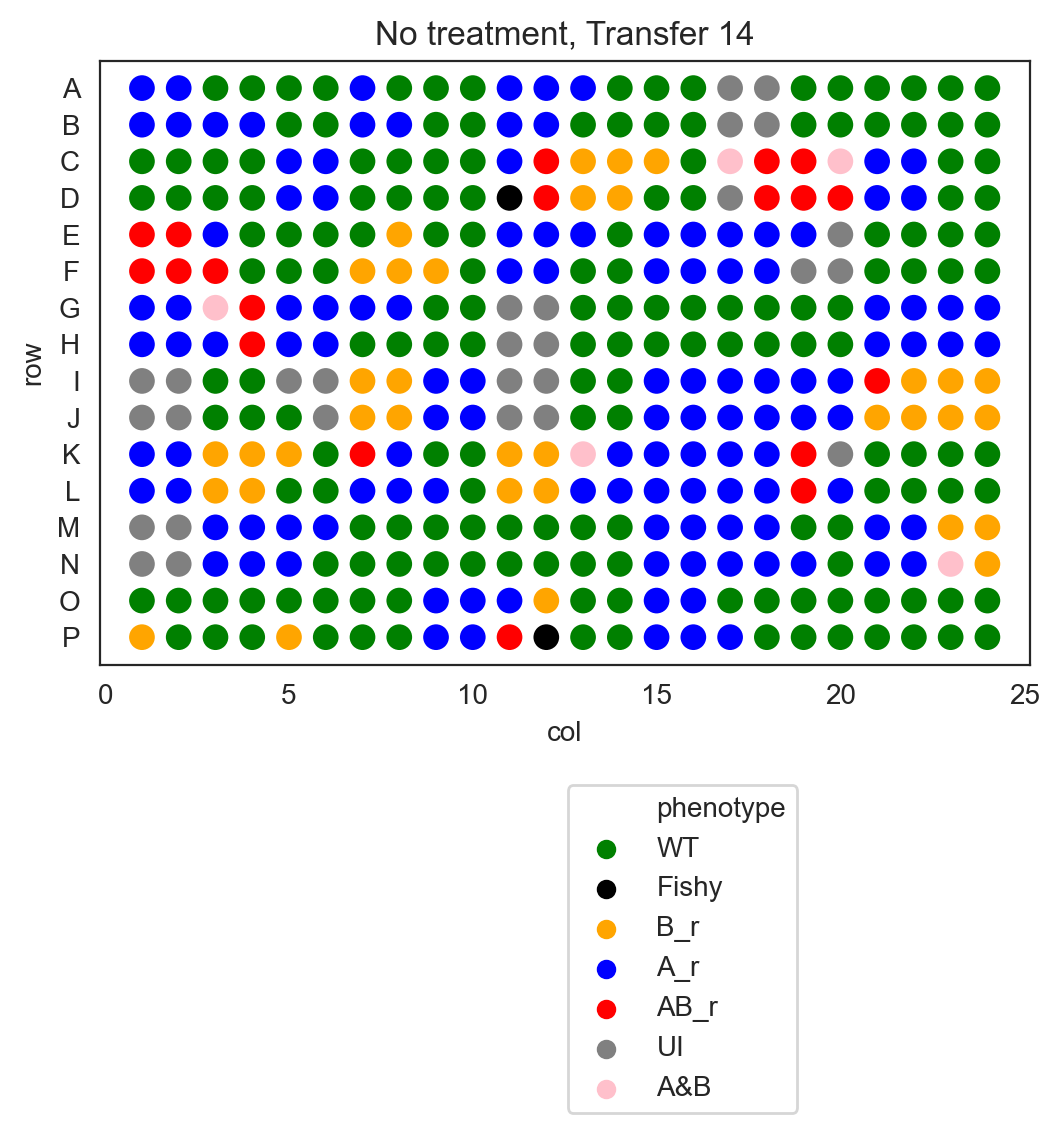 No treatment, Transfer 14
A
B
C
D
E
F
G
H
I
J
K
L
M
N
O
P
row
0 5 10 15 20 25
col
phenotype
WT
Fishy
B_r
A_r
AB_r
UI
A&B